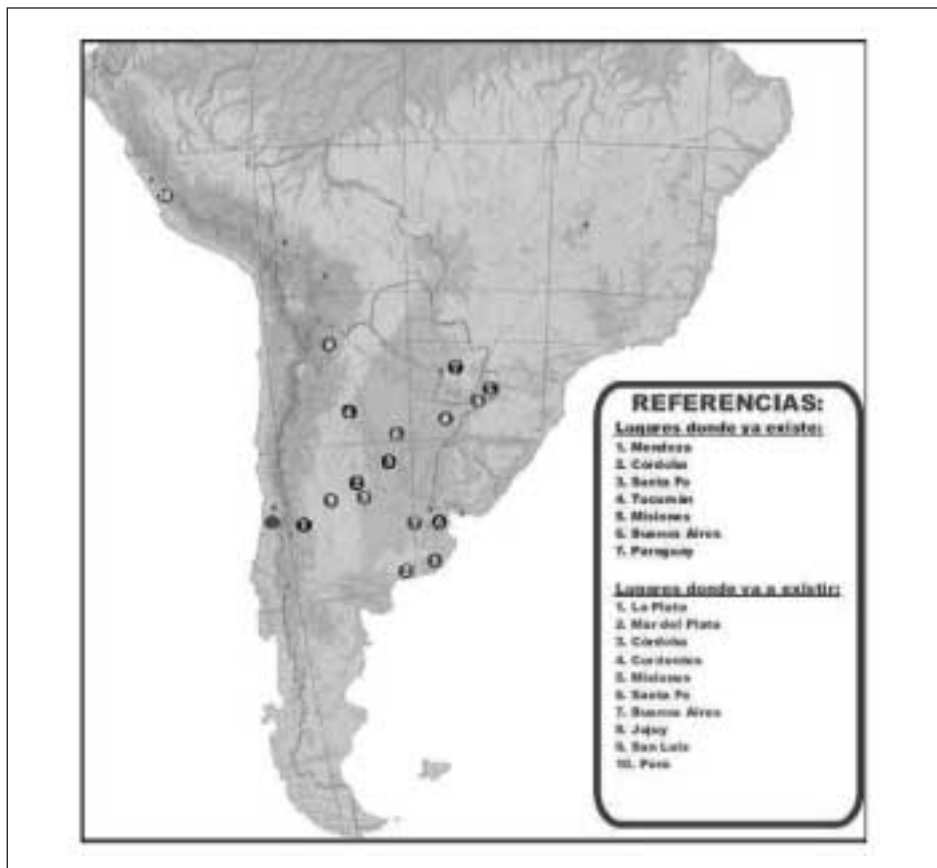 REFERENCIAS:
Lugares donde ya existe:
1. Mendoza
2. Córdoba
3. Santa Fe
4. Tucumán
5. Misiones
6. Buenos Aires
7. Paraguay
Lugares donde va a existir:
1. La Plata
2. Mar del Plata
3. Córdoba
4. Corrientes
5. Misiones
6. Santa Fe
7. Buenos Aires
8. Jujuy
9. San Luis
10. Perú